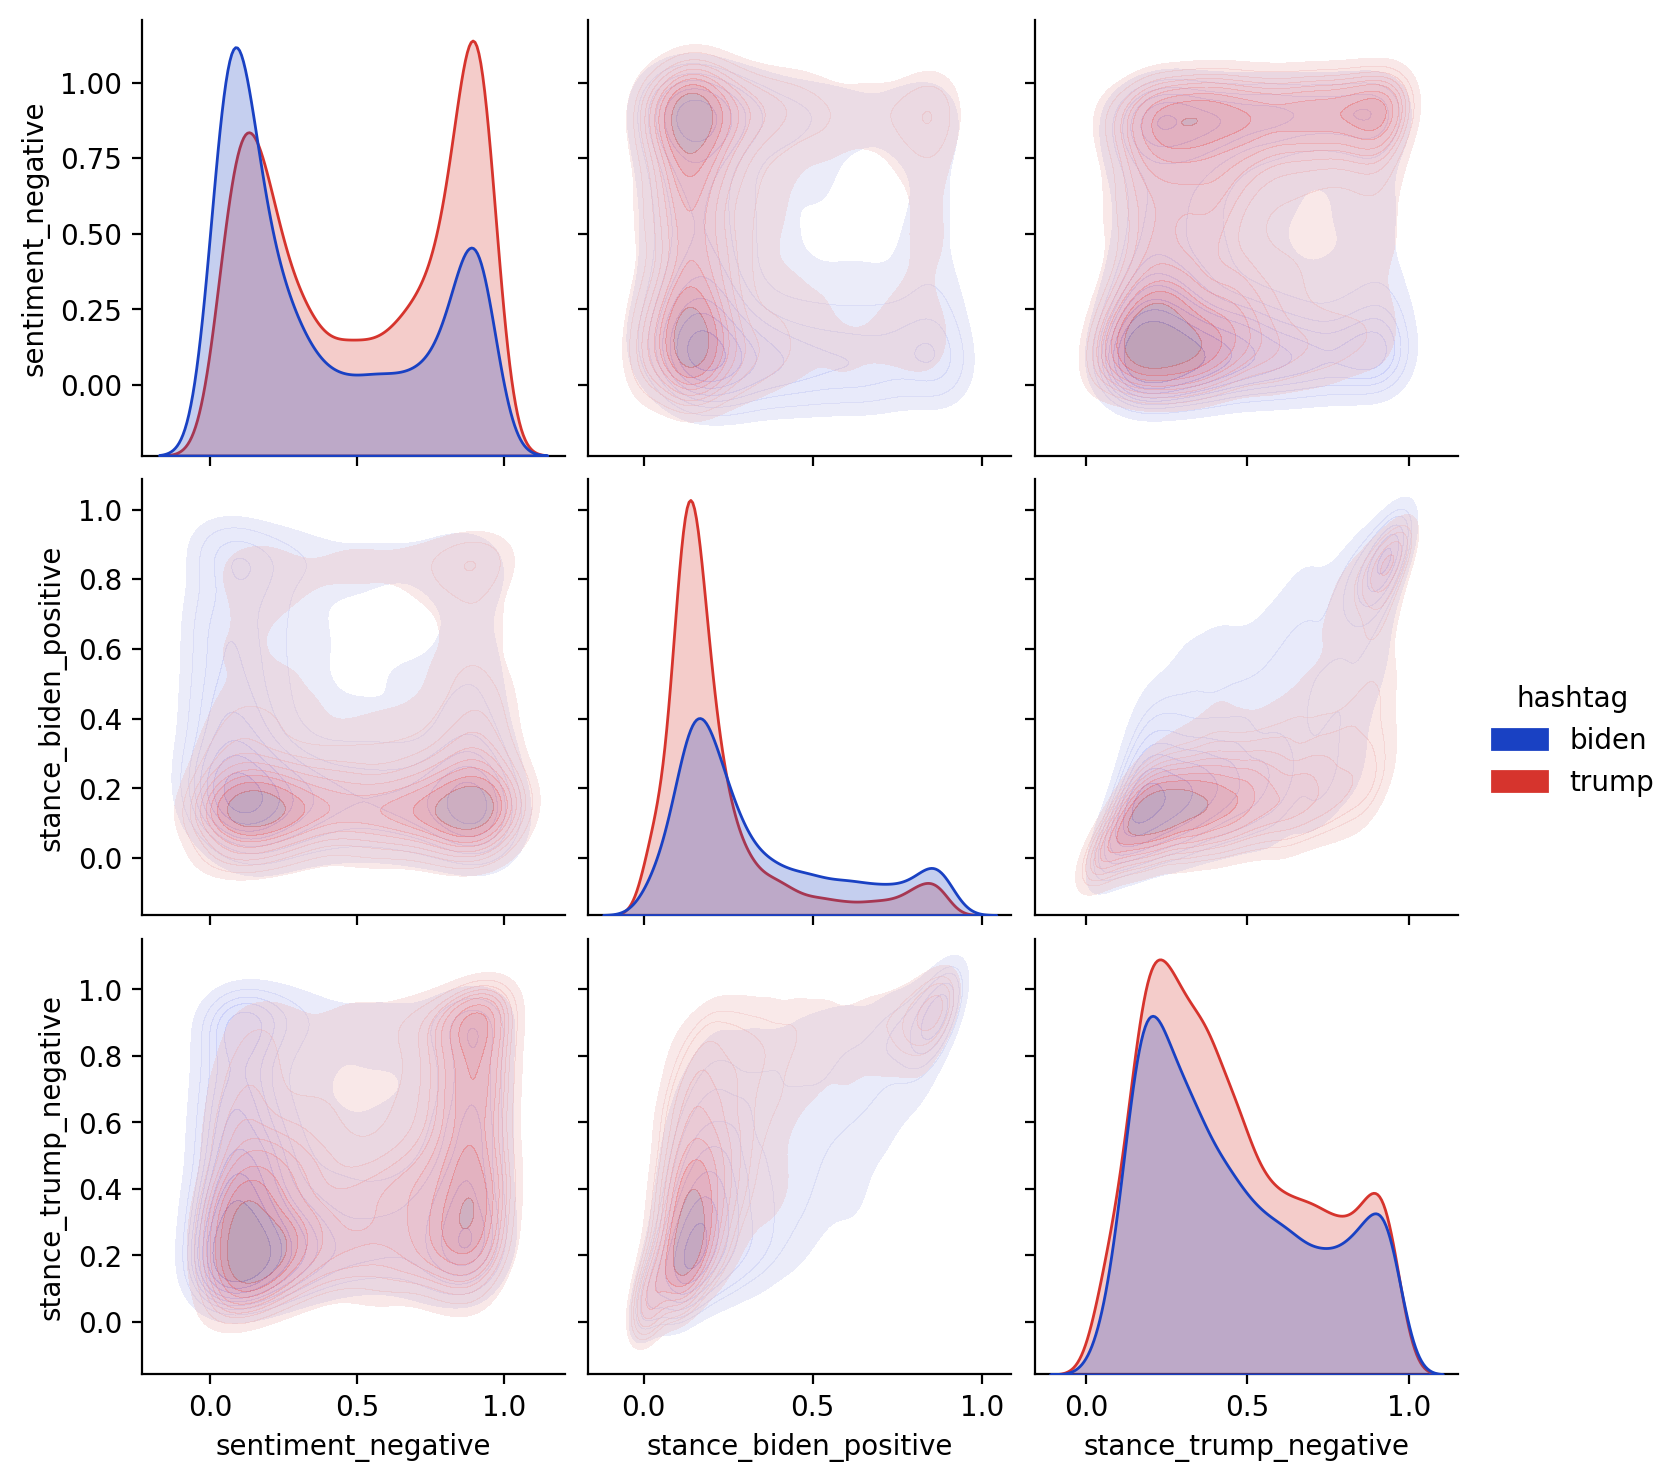 sentiment_negative
1.00
0.75
0.50
0.25
0.00
stance_biden_positive
1.0
0.8
0.6
0.4
0.2
0.0
hashtag
biden
trump
stance_trump_negative
1.0
0.8
0.6
0.4
0.2
0.0
0.0 0.5 1.0
0.0 0.5 1.0
0.0 0.5 1.0
sentiment_negative
stance_biden_positive
stance_trump_negative